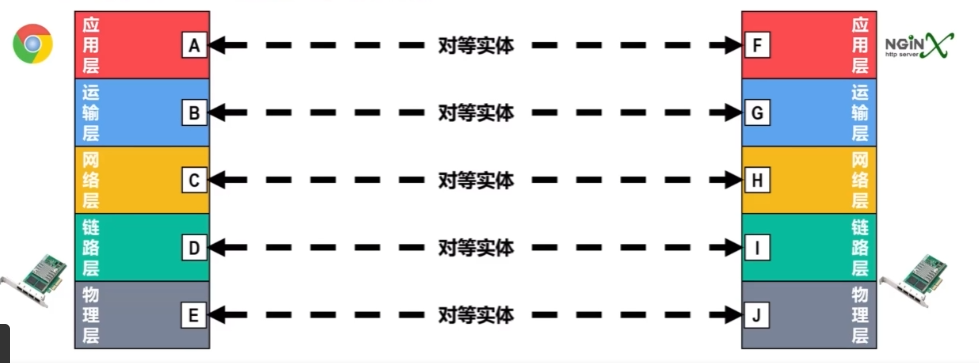 应用层 A 对等实体 F 应用层
NGiNX
http server
运输层 B 对等实体 G 运输层
网络层 C 对等实体 H 网络层
链路层 D 对等实体 I 链路层
物理层 E 对等实体 J 物理层